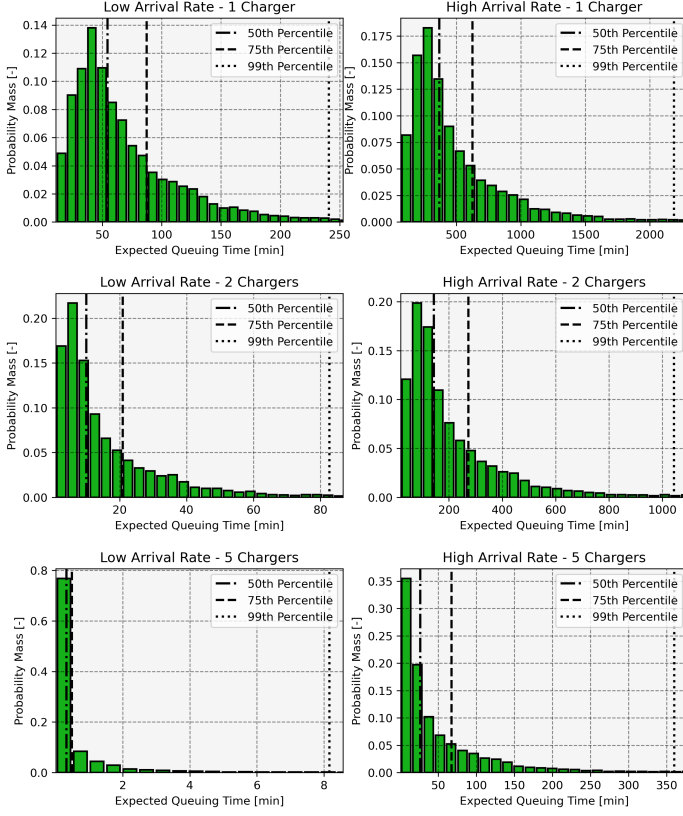 Low Arrival Rate - 1 Charger
Probability Mass [-]
0.14
0.12
0.10
0.08
0.06
0.04
0.02
0.00
50th Percentile
75th Percentile
99th Percentile
50 100 150 200 250
Expected Queuing Time [min]
High Arrival Rate - 1 Charger
Probability Mass [-]
0.175
0.150
0.125
0.100
0.075
0.050
0.025
0.000
50th Percentile
75th Percentile
99th Percentile
500 1000 1500 2000
Expected Queuing Time [min]
Low Arrival Rate - 2 Chargers
Probability Mass [-]
0.20
0.15
0.10
0.05
0.00
50th Percentile
75th Percentile
99th Percentile
20 40 60 80
Expected Queuing Time [min]
High Arrival Rate - 2 Chargers
Probability Mass [-]
0.20
0.15
0.10
0.05
0.00
50th Percentile
75th Percentile
99th Percentile
200 400 600 800 1000
Expected Queuing Time [min]
Low Arrival Rate - 5 Chargers
Probability Mass [-]
0.8
0.6
0.4
0.2
0.0
50th Percentile
75th Percentile
99th Percentile
2 4 6 8
Expected Queuing Time [min]
High Arrival Rate - 5 Chargers
Probability Mass [-]
0.35
0.30
0.25
0.20
0.15
0.10
0.05
0.00
50th Percentile
75th Percentile
99th Percentile
50 100 150 200 250 300 350
Expected Queuing Time [min]